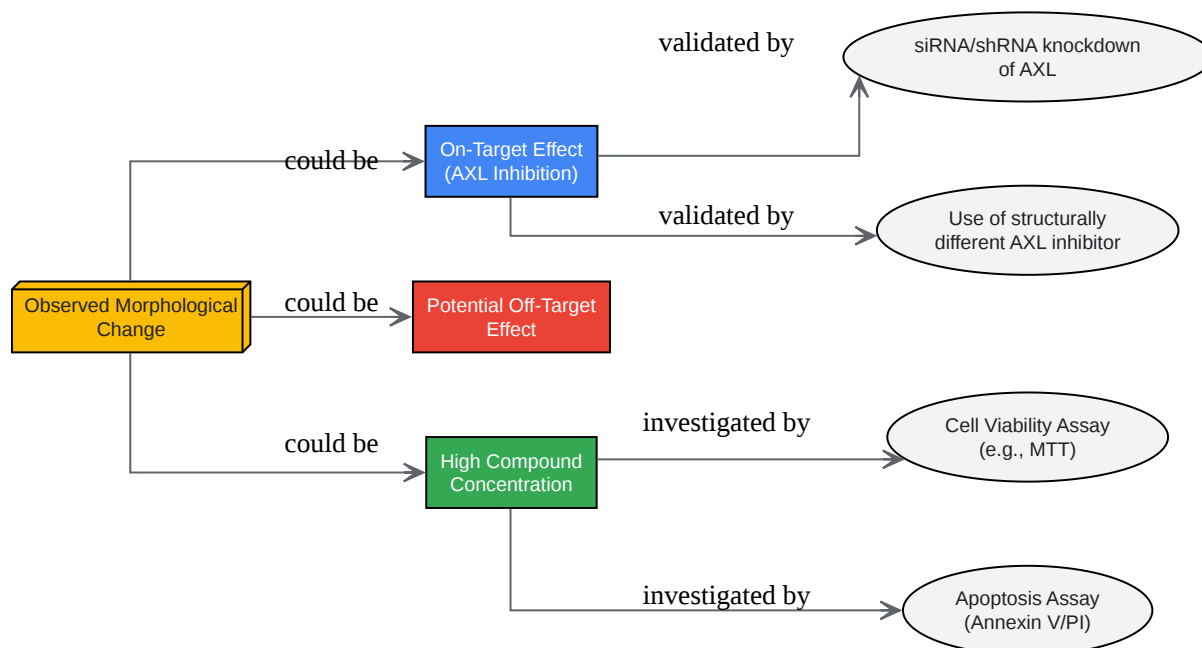 validated by
siRNA/shRNA knockdown
of AXL
could be
On-Target Effect
(AXL Inhibition)
validated by
Use of structurally
different AXL inhibitor
Observed Morphological
Change
could be
Potential Off-Target
Effect
could be
High Compound
Concentration
investigated by
Cell Viability Assay
(e.g., MTT)
investigated by
Apoptosis Assay
(Annexin V/PI)